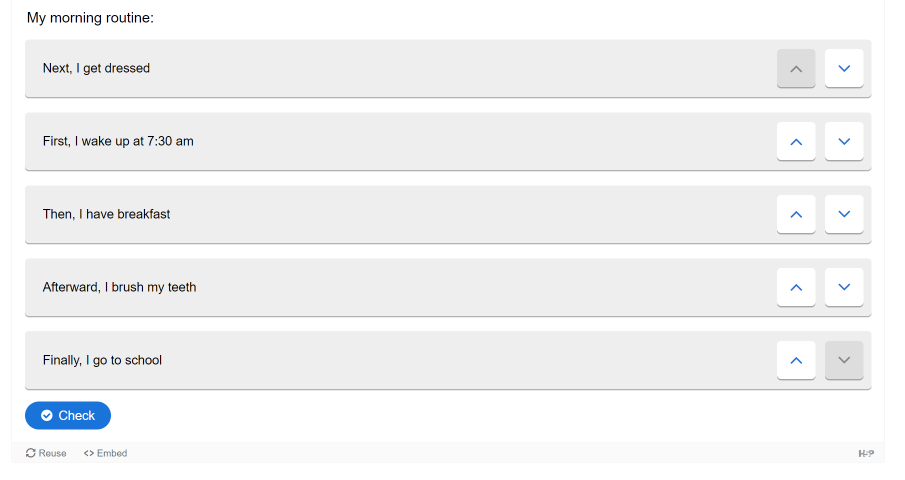 My morning routine:
Next, I get dressed
First, I wake up at 7:30 am
Then, I have breakfast
Afterward, I brush my teeth
Finally, I go to school
Check
Reuse <> Embed
H5P